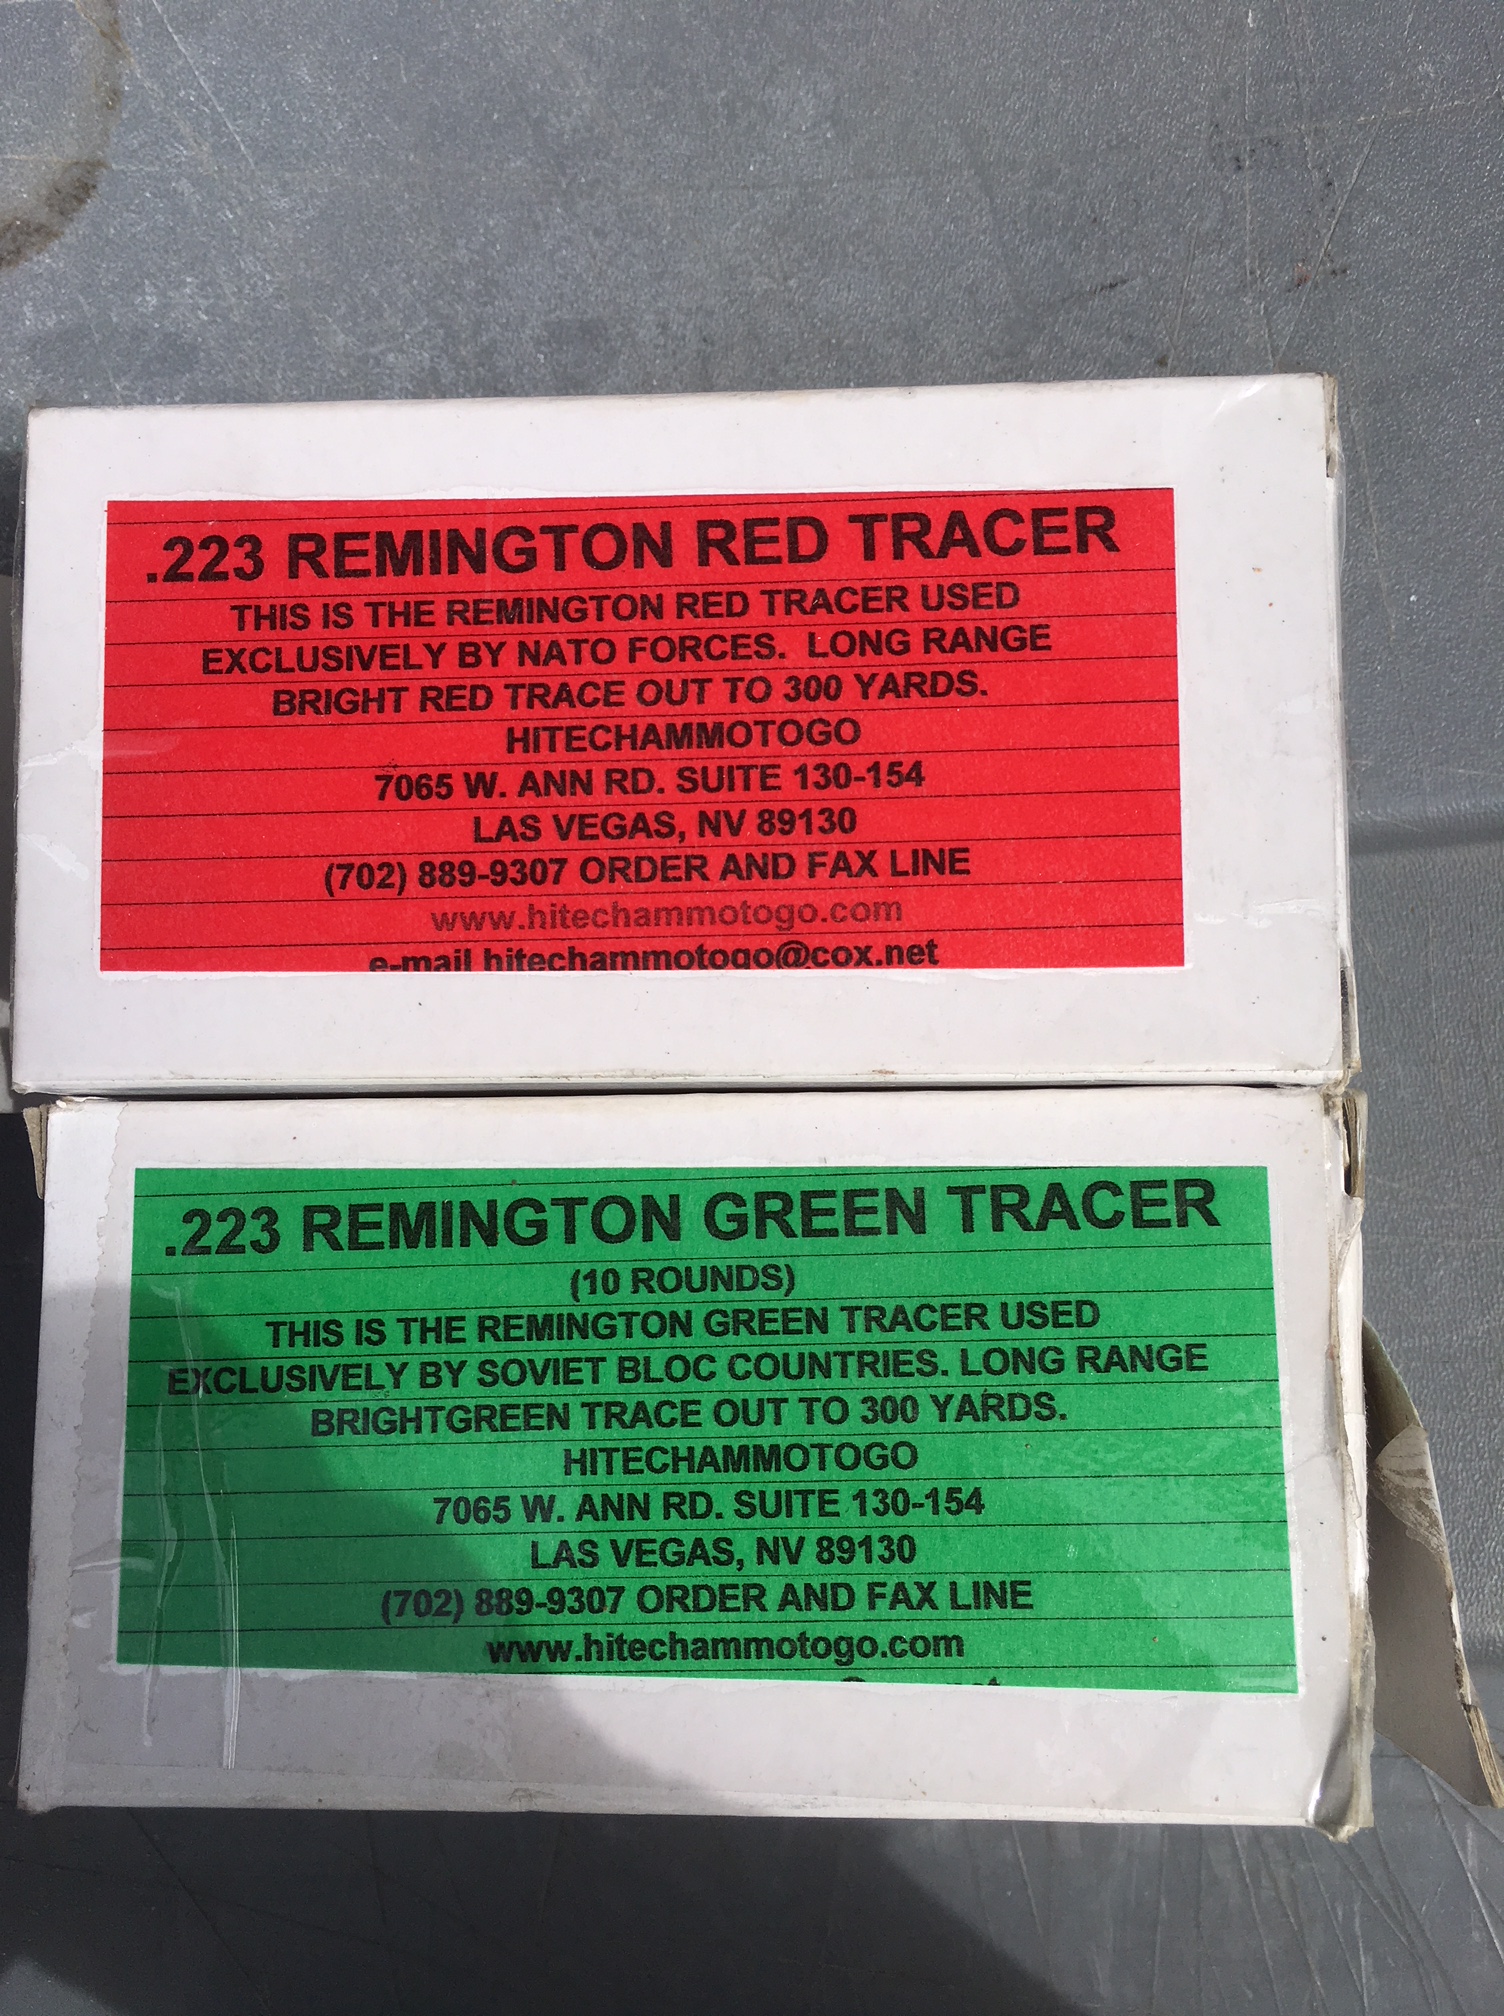 .223 REMINGTON RED TRACER
THIS IS THE REMINGTON RED TRACER USED
EXCLUSIVELY BY NATO FORCES. LONG RANGE
BRIGHT RED TRACE OUT TO 300 YARDS.
HITECHAMMOTOGO
7065 W. ANN RD. SUITE 130-154
LAS VEGAS, NV 89130
(702) 889-9307 ORDER AND FAX LINE
www.hitechammotogo.com
e-mail hitechammotogo@cox.net
.223 REMINGTON GREEN TRACER
(10 ROUNDS)
THIS IS THE REMINGTON GREEN TRACER USED
EXCLUSIVELY BY SOVIET BLOC COUNTRIES. LONG RANGE
BRIGHTGREEN TRACE OUT TO 300 YARDS.
HITECHAMMOTOGO
7065 W. ANN RD. SUITE 130-154
LAS VEGAS, NV 89130
(702) 889-9307 ORDER AND FAX LINE
www.hitechammotogo.com